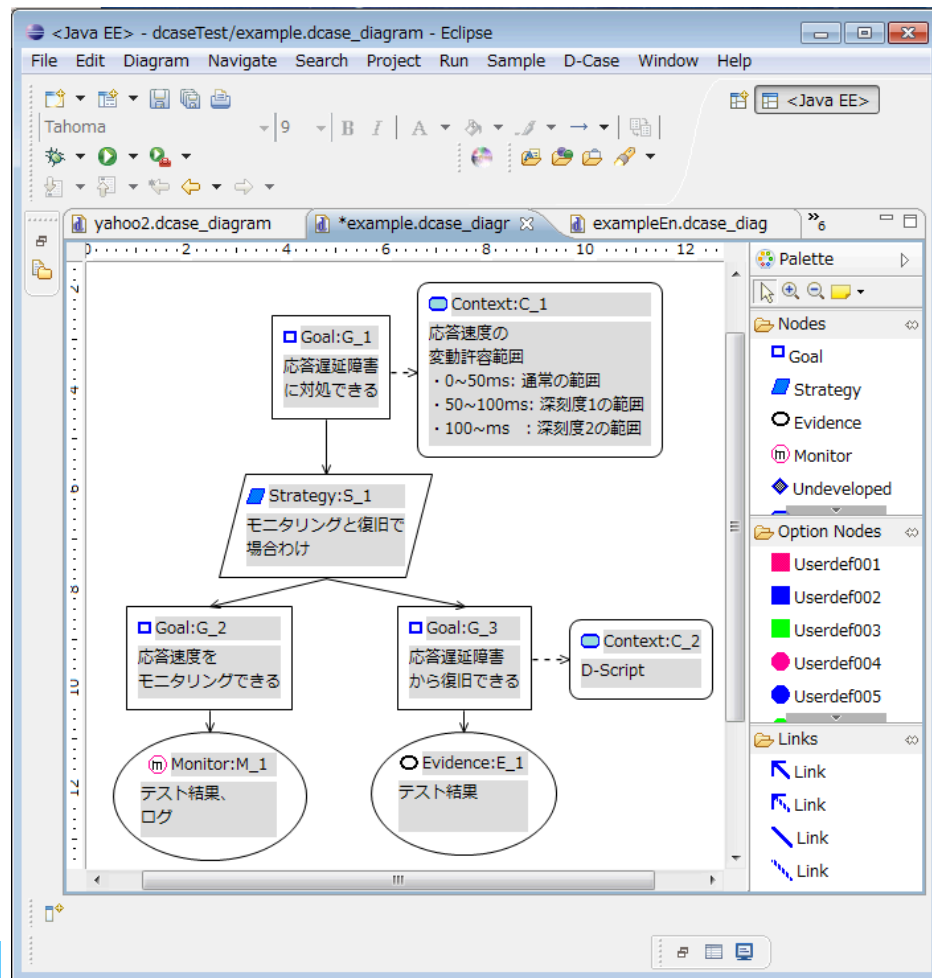 <Java EE> - dcaseTest/example.dcase_diagram - Eclipse
File Edit Diagram Navigate Search Project Run Sample D-Case Window Help
<Java EE>
Tahoma 9 B I A
yahoo2.dcase_diagram *example.dcase_diagr exampleEn.dcase_diag »6
0 2 4 6 8 10 12
Palette
Nodes
Goal
Strategy
Evidence
Monitor
Undeveloped
Option Nodes
Userdef001
Userdef002
Userdef003
Userdef004
Userdef005
Links
Link
Link
Link
Link
Goal:G_1
応答遅延障害
に対処できる
Context:C_1
応答速度の
変動許容範囲
・0~50ms: 通常の範囲
・50~100ms: 深刻度1の範囲
・100~ms : 深刻度2の範囲
Strategy:S_1
モニタリングと復旧で
場合わけ
Goal:G_2
応答速度を
モニタリングできる
Goal:G_3
応答遅延障害
から復旧できる
Context:C_2
D-Script
Monitor:M_1
テスト結果、
ログ
Evidence:E_1
テスト結果